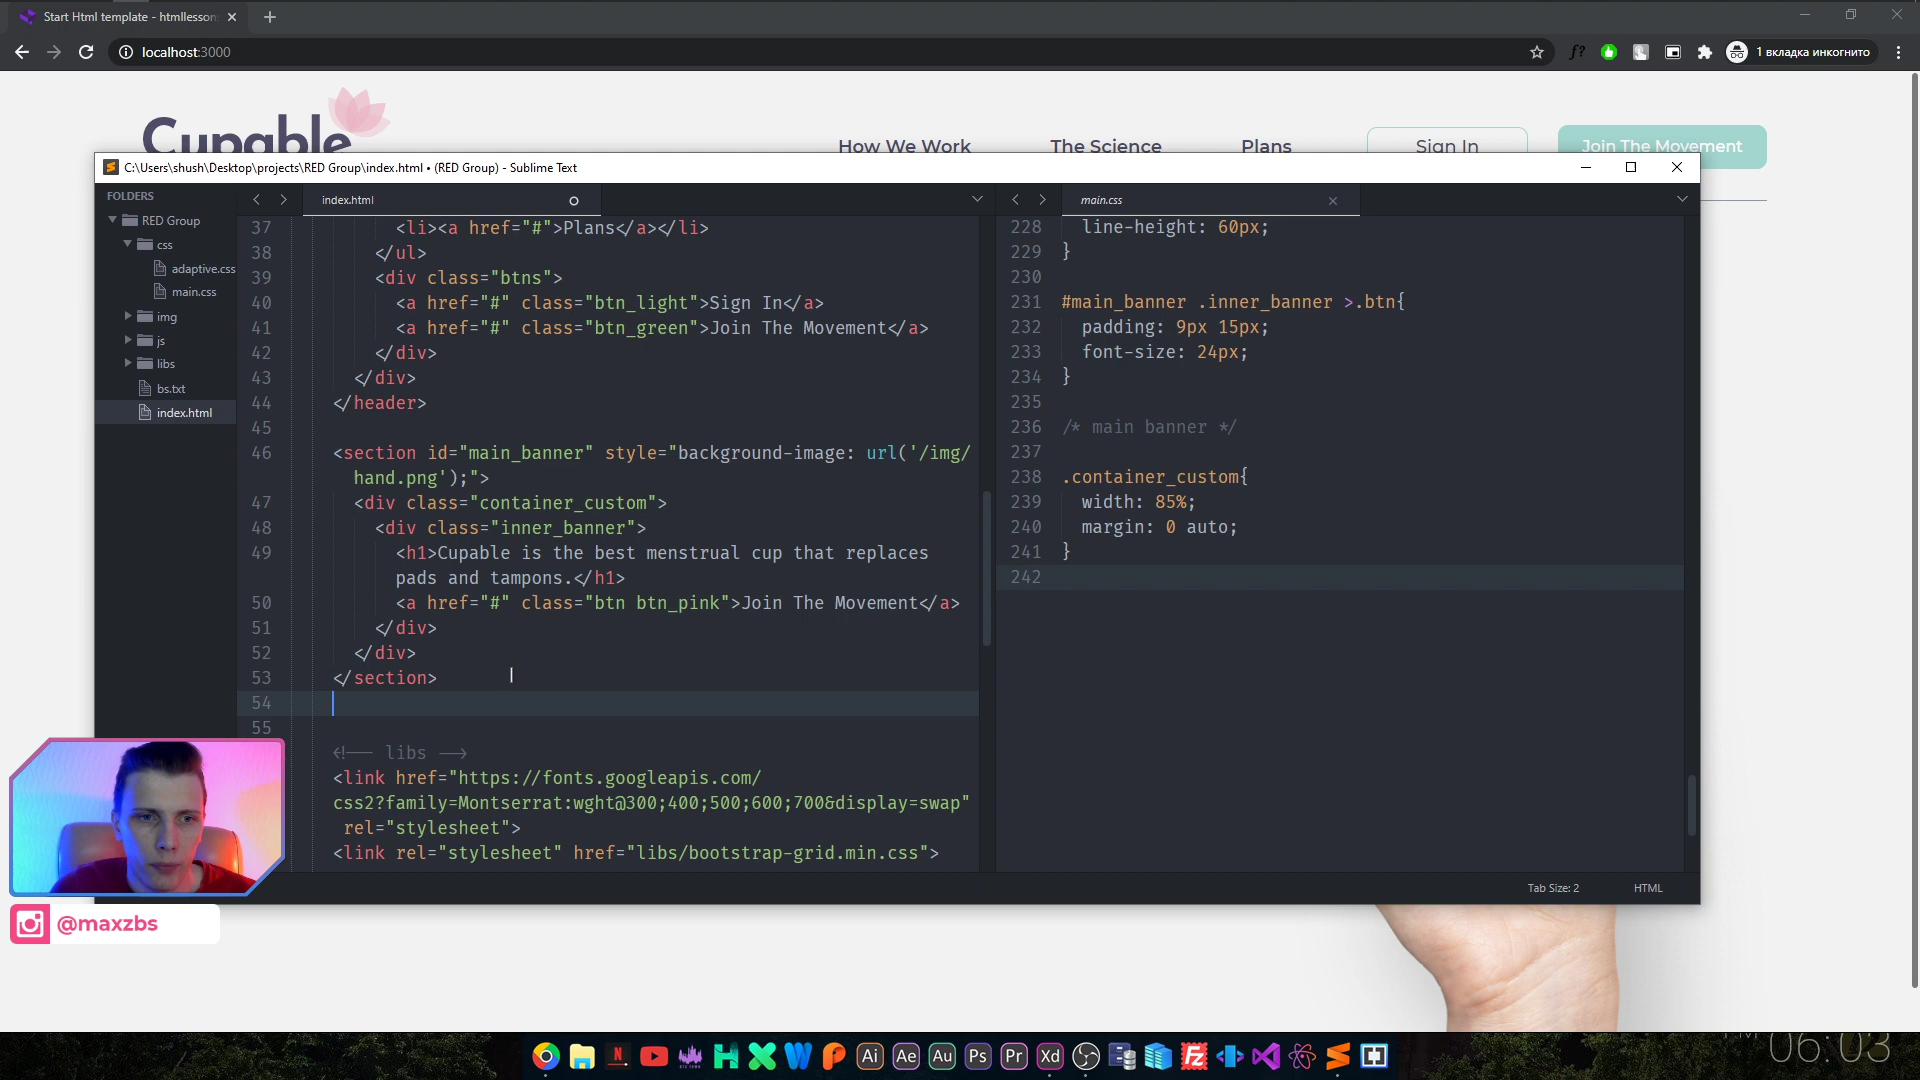 Start Html template - htmllesson
localhost:3000
1 вкладка инкогнито
Cupable
How We Work
The Science
Plans
Sign In
Join The Movement
C:\Users\shush\Desktop\projects\RED Group\index.html • (RED Group) - Sublime Text
FOLDERS
RED Group
css
adaptive.css
main.css
img
js
libs
bs.txt
index.html
index.html
37 <li><a href="#">Plans</a></li>
38 </ul>
39 <div class="btns">
40 <a href="#" class="btn_light">Sign In</a>
41 <a href="#" class="btn_green">Join The Movement</a>
42 </div>
43 </div>
44 </header>
45
46 <section id="main_banner" style="background-image: url('/img/
hand.png');">
47 <div class="container_custom">
48 <div class="inner_banner">
49 <h1>Cupable is the best menstrual cup that replaces
pads and tampons.</h1>
50 <a href="#" class="btn btn_pink">Join The Movement</a>
51 </div>
52 </div>
53 </section>
54
55
<!-- libs -->
<link href="https://fonts.googleapis.com/
css2?family=Montserrat:wght@300;400;500;600;700&display=swap"
rel="stylesheet">
<link rel="stylesheet" href="libs/bootstrap-grid.min.css">
main.css
228 line-height: 60px;
229 }
230
231 #main_banner .inner_banner >.btn{
232 padding: 9px 15px;
233 font-size: 24px;
234 }
235
236 /* main banner */
237
238 .container_custom{
239 width: 85%;
240 margin: 0 auto;
241 }
242
Tab Size: 2
HTML
@maxzbs
N
H
X
W
P
Ai
Ae
Au
Ps
Pr
Xd
Fz
06:03